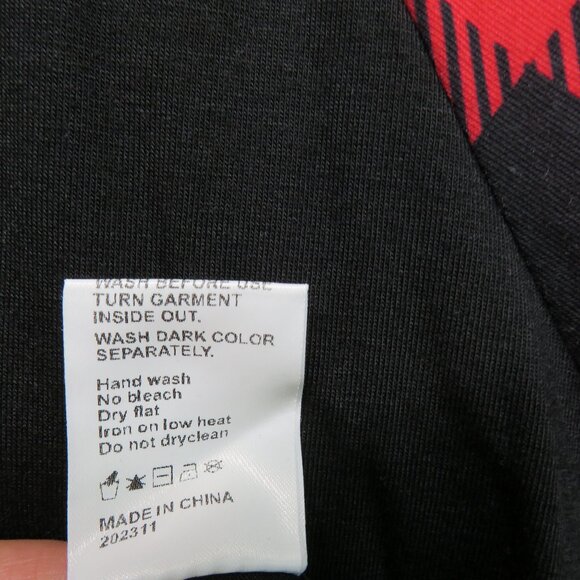 WASH BEFORE USE
TURN GARMENT
INSIDE OUT.
WASH DARK COLOR
SEPARATELY.
Hand wash
No bleach
Dry flat
Iron on low heat
Do not dryclean
MADE IN CHINA
202311